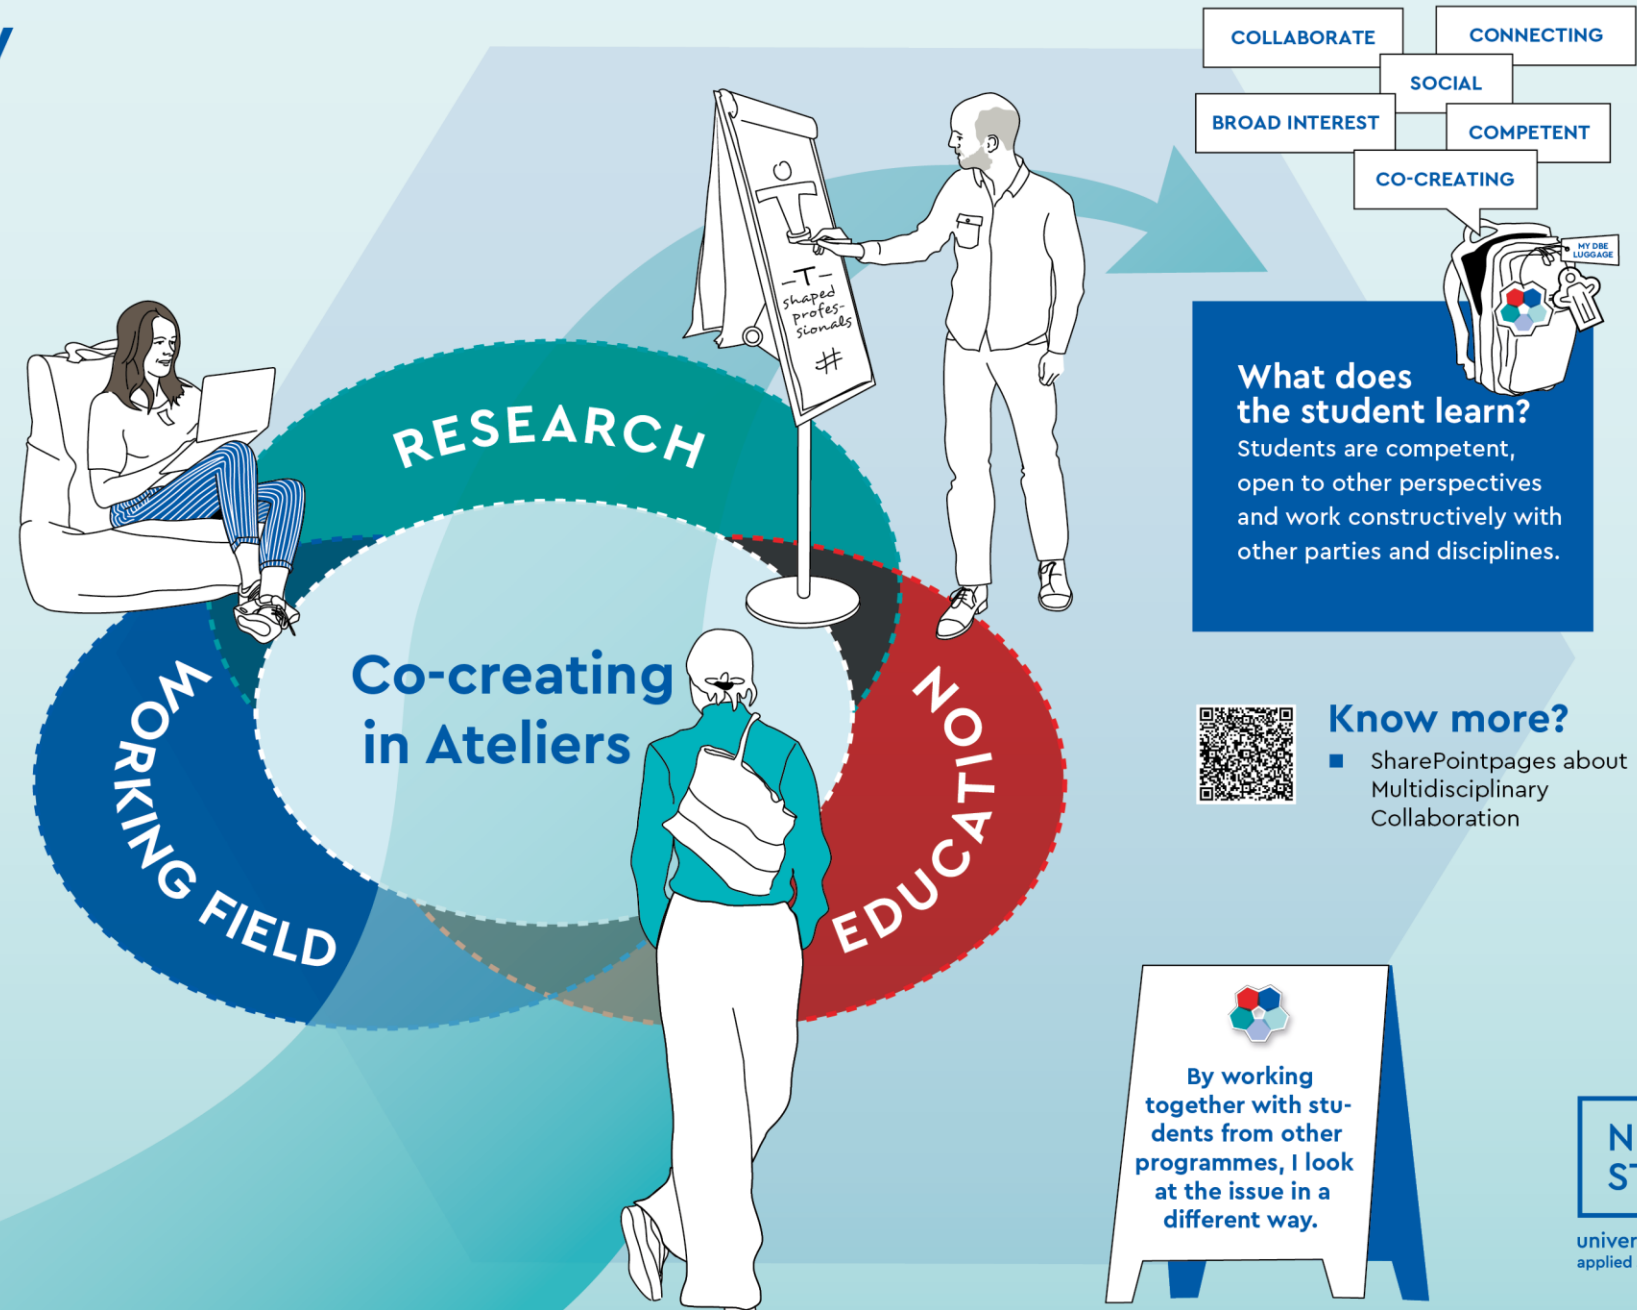 COLLABORATE
CONNECTING
SOCIAL
BROAD INTEREST
COMPETENT
CO-CREATING
MY DBE
LUGGAGE
T
shaped
profes-
sionals
#
What does
the student learn?
Students are competent,
open to other perspectives
and work constructively with
other parties and disciplines.
RESEARCH
WORKING FIELD
EDUCATION
Co-creating
in Ateliers
Know more?
SharePointpages about
Multidisciplinary
Collaboration
By working
together with stu-
dents from other
programmes, I look
at the issue in a
different way.
applied